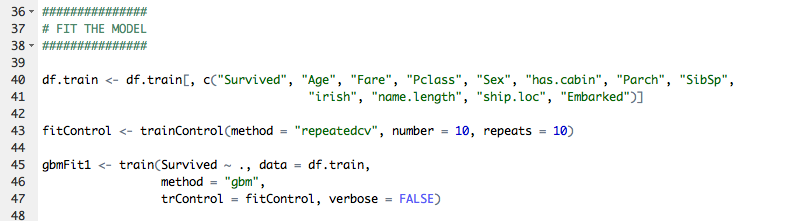 36 ###############
37 # FIT THE MODEL
38 ###############
39
40 df.train <- df.train[, c("Survived", "Age", "Fare", "Pclass", "Sex", "has.cabin", "Parch", "SibSp",
41 "irish", "name.length", "ship.loc", "Embarked")]
42
43 fitControl <- trainControl(method = "repeatedcv", number = 10, repeats = 10)
44
45 gbmFit1 <- train(Survived ~ ., data = df.train,
46 method = "gbm",
47 trControl = fitControl, verbose = FALSE)
48